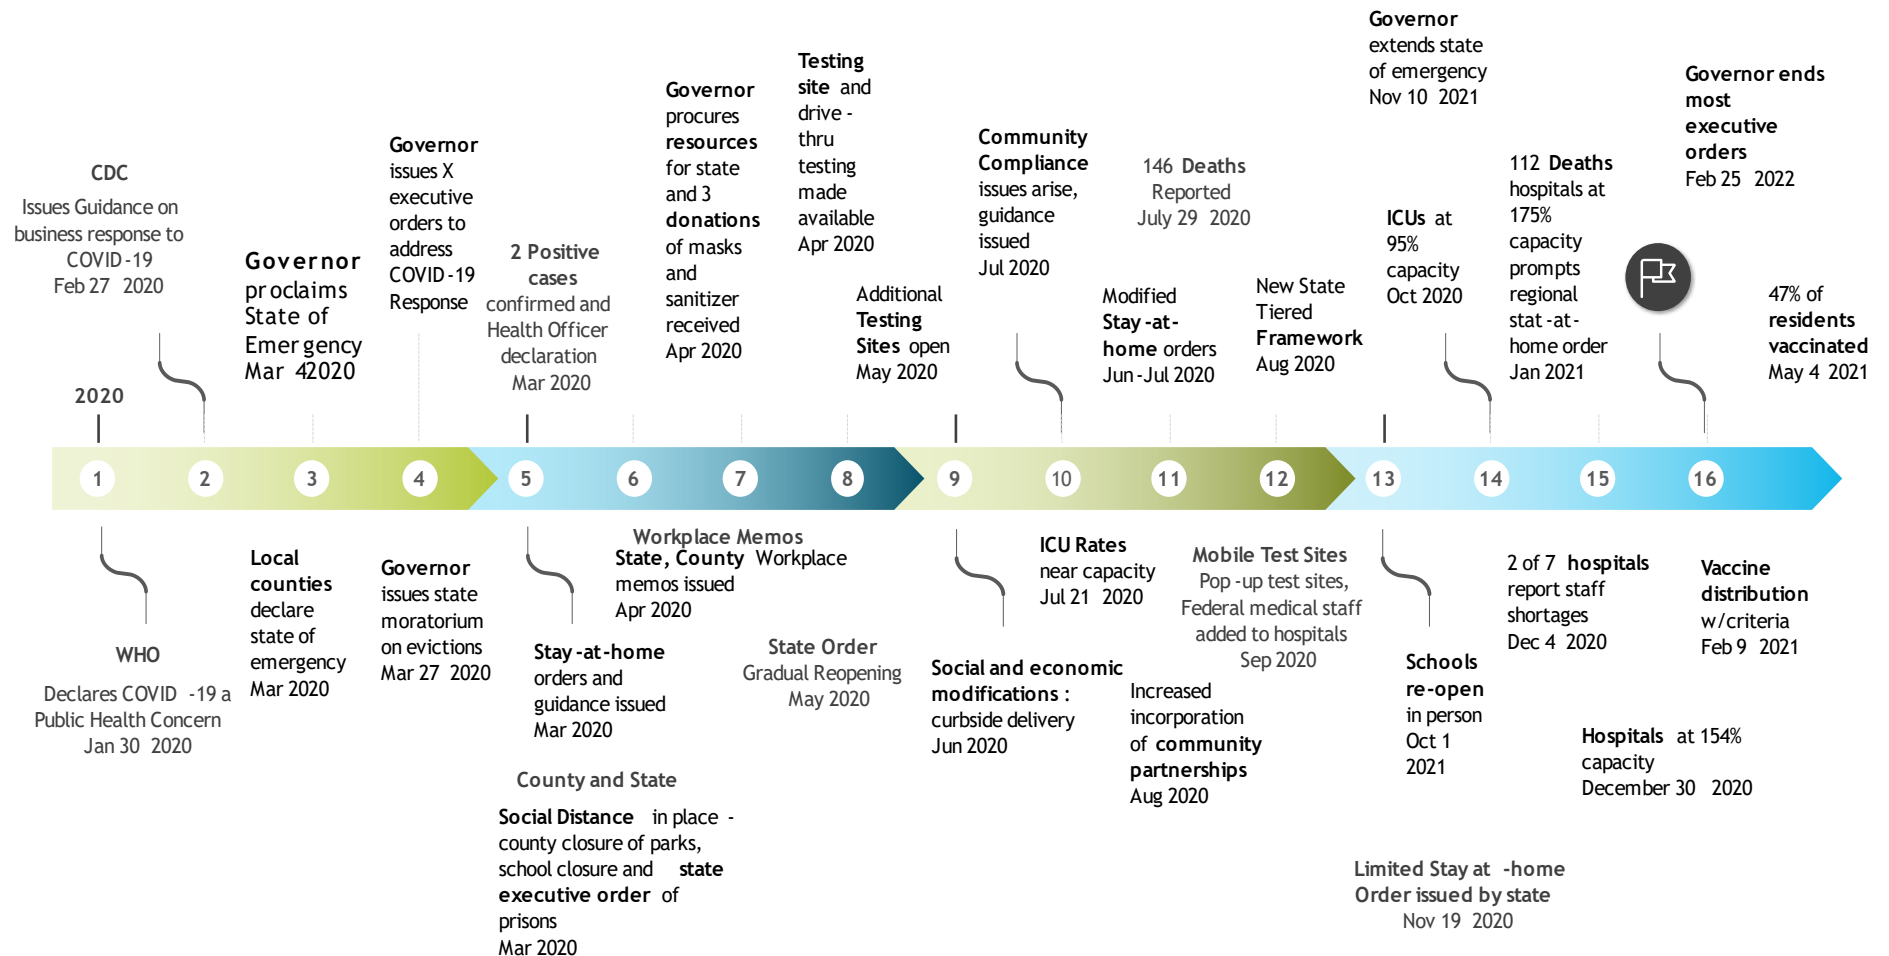 CDC
Issues Guidance on
business response to
COVID-19
Feb 27 2020
2020
Governor
proclaims
State of
Emergency
Mar 42020
Governor
issues X
executive
orders to
address
COVID-19
Response
2 Positive
cases
confirmed and
Health Officer
declaration
Mar 2020
Governor
procures
resources
for state
and 3
donations
of masks
and
sanitizer
received
Apr 2020
Testing
site and
drive -
thru
testing
made
available
Apr 2020
Additional
Testing
Sites open
May 2020
Community
Compliance
issues arise,
guidance
issued
Jul 2020
Modified
Stay-at-
home orders
Jun-Jul 2020
146 Deaths
Reported
July 29 2020
New State
Tiered
Framework
Aug 2020
Governor
extends state
of emergency
Nov 10 2021
ICUs at
95%
capacity
Oct 2020
112 Deaths
hospitals at
175%
capacity
prompts
regional
stat-at-
home order
Jan 2021
Governor ends
most
executive
orders
Feb 25 2022
47% of
residents
vaccinated
May 4 2021
1
2
3
4
5
6
7
8
9
10
11
12
13
14
15
16
WHO
Declares COVID -19 a
Public Health Concern
Jan 30 2020
Local
counties
declare
state of
emergency
Mar 2020
Governor
issues state
moratorium
on evictions
Mar 27 2020
Stay-at-home
orders and
guidance issued
Mar 2020
County and State
Social Distance in place -
county closure of parks,
school closure and state
executive order of
prisons
Mar 2020
Workplace Memos
State, County Workplace
memos issued
Apr 2020
State Order
Gradual Reopening
May 2020
Social and economic
modifications :
curbside delivery
Jun 2020
ICU Rates
near capacity
Jul 21 2020
Increased
incorporation
of community
partnerships
Aug 2020
Mobile Test Sites
Pop-up test sites,
Federal medical staff
added to hospitals
Sep 2020
Schools
re-open
in person
Oct 1
2021
Limited Stay at -home
Order issued by state
Nov 19 2020
2 of 7 hospitals
report staff
shortages
Dec 4 2020
Hospitals at 154%
capacity
December 30 2020
Vaccine
distribution
w/criteria
Feb 9 2021